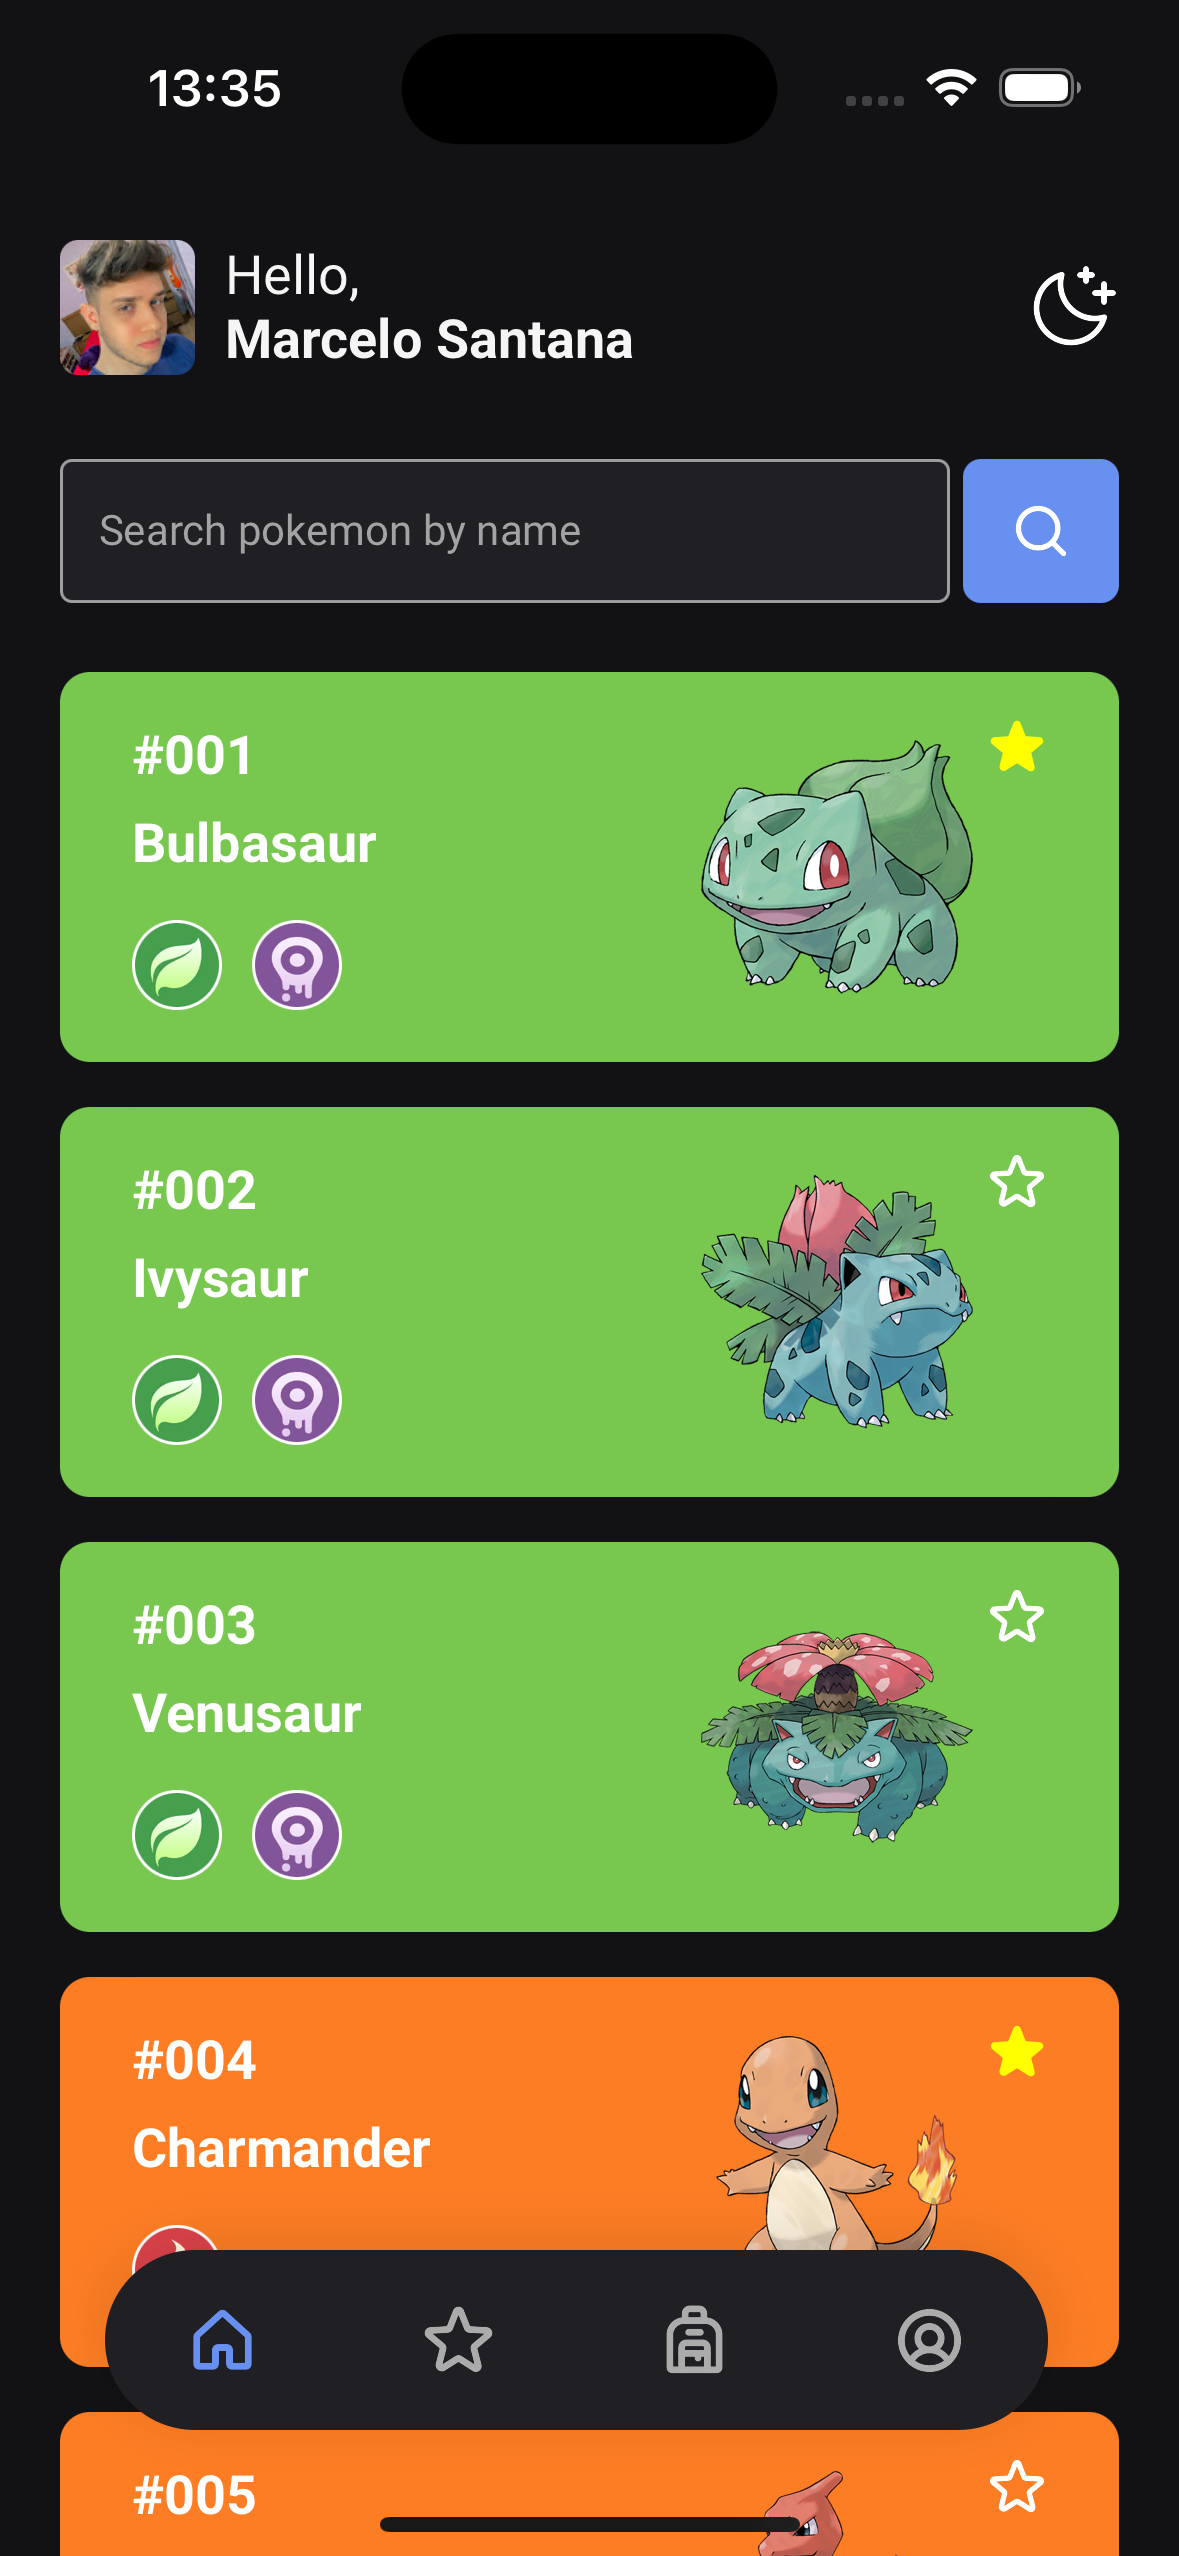 13:35
Hello,
Marcelo Santana
Search pokemon by name
#001
Bulbasaur
#002
Ivysaur
#003
Venusaur
#004
Charmander
#005